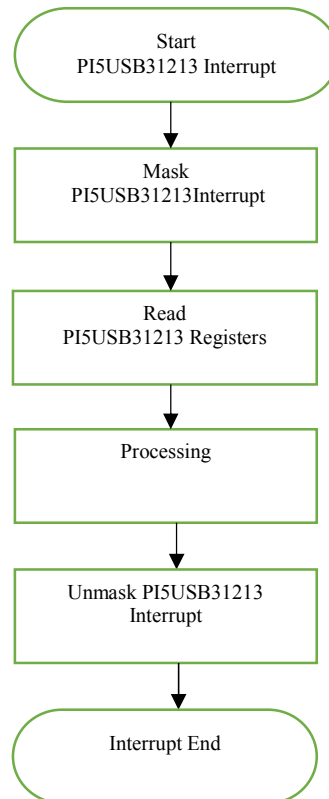 Start
PI5USB31213 Interrupt
Mask
PI5USB31213Interrupt
Read
PI5USB31213 Registers
Processing
Unmask PI5USB31213
Interrupt
Interrupt End